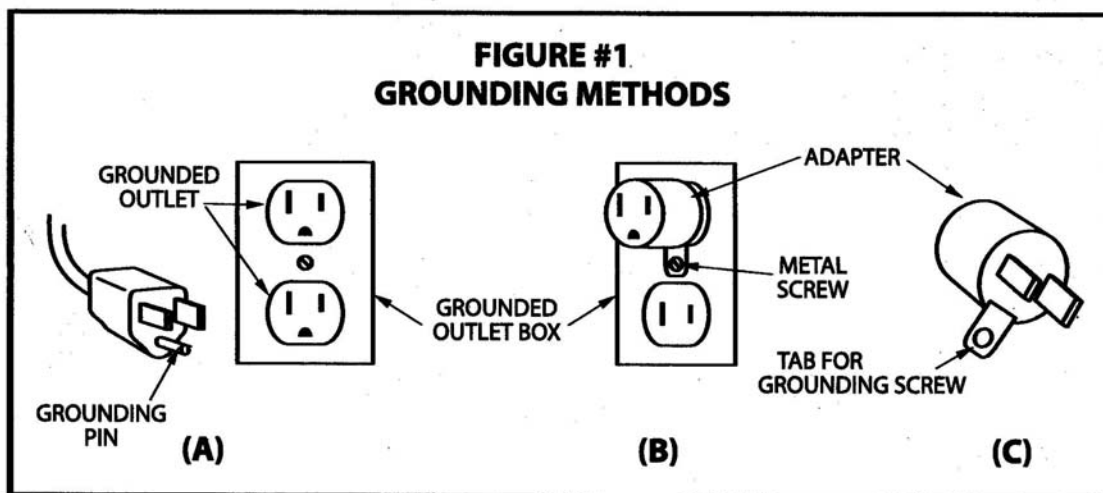 FIGURE #1
GROUNDING METHODS
GROUNDED
OUTLET
GROUNDING
PIN
(A)
GROUNDED
OUTLET BOX
ADAPTER
METAL
SCREW
(B)
TAB FOR
GROUNDING SCREW
(C)